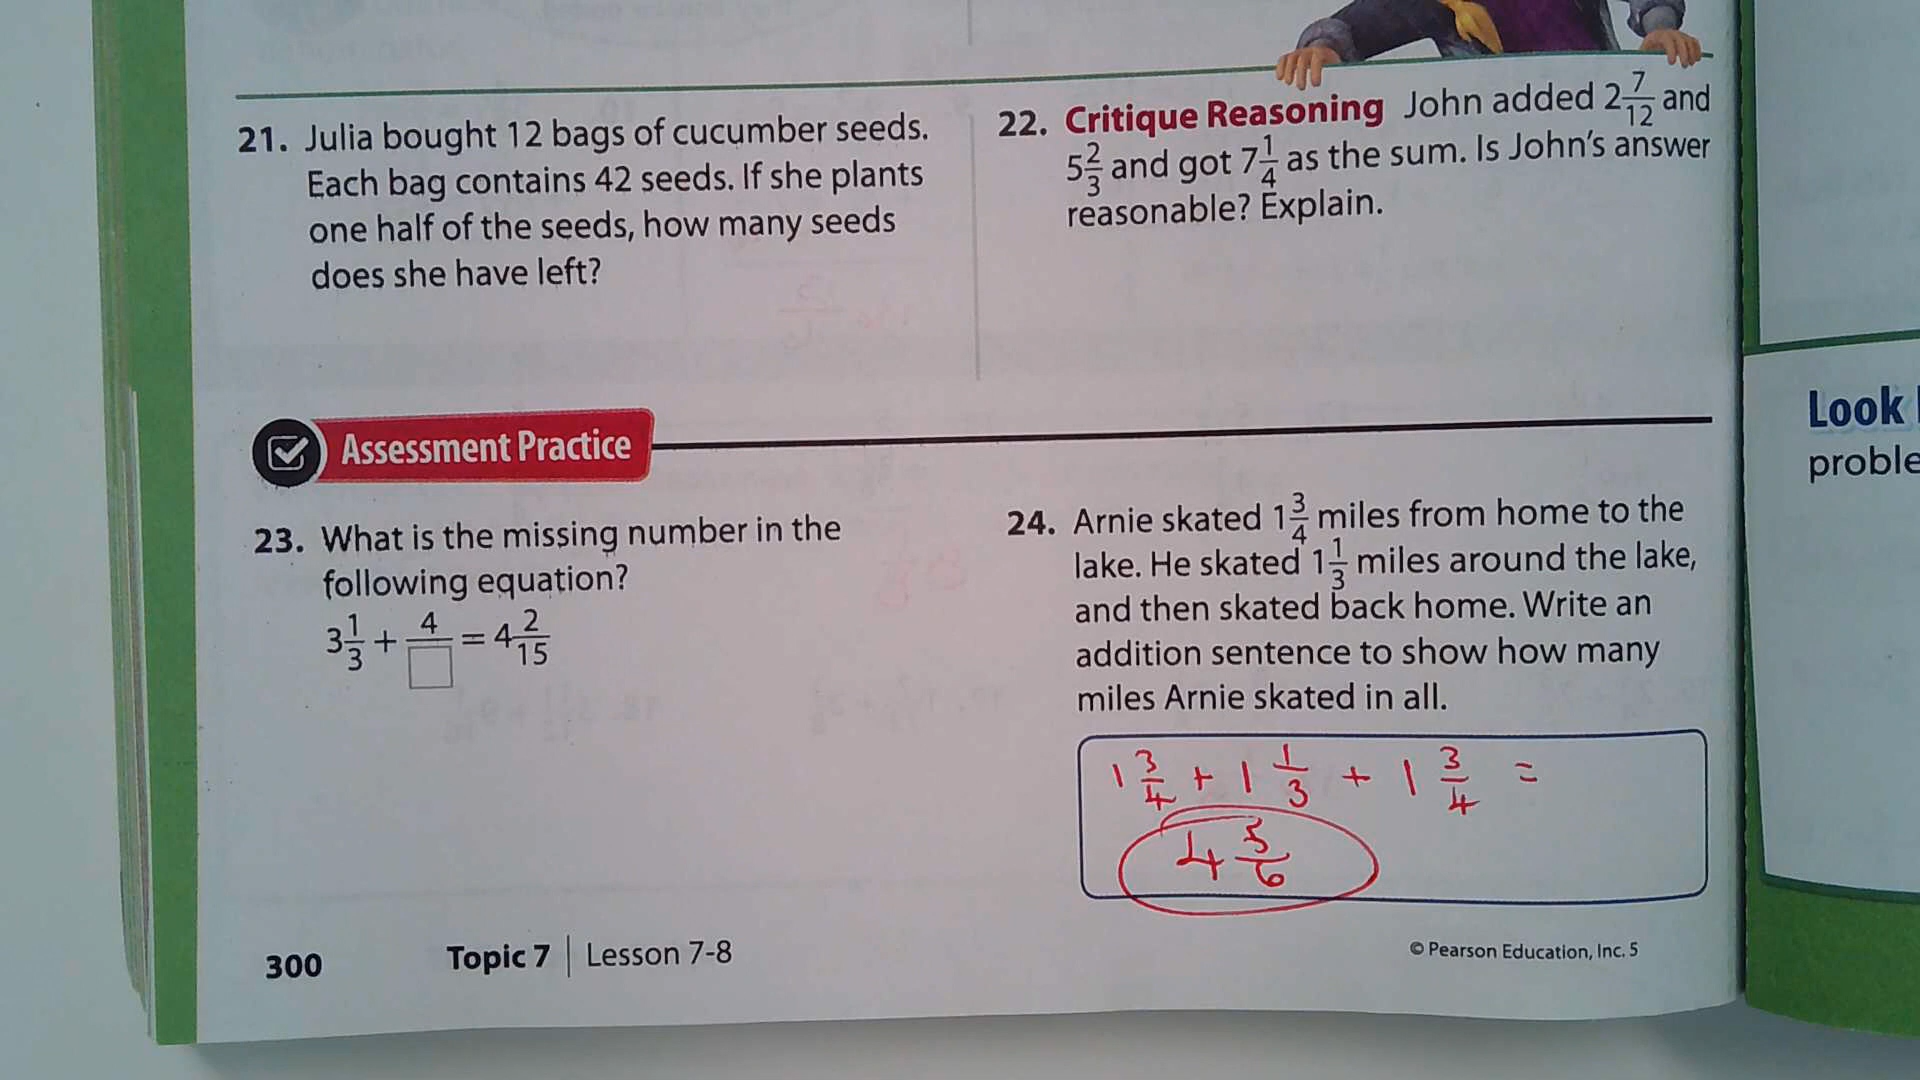 21. Julia bought 12 bags of cucumber seeds.
Each bag contains 42 seeds. If she plants
one half of the seeds, how many seeds
does she have left?
22. Critique Reasoning John added 2 7/12 and
5 2/3 and got 7 1/4 as the sum. Is John's answer
reasonable? Explain.
Assessment Practice
23. What is the missing number in the
following equation?
3 1/3 + 4/□ = 4 2/15
24. Arnie skated 1 3/4 miles from home to the
lake. He skated 1 1/3 miles around the lake,
and then skated back home. Write an
addition sentence to show how many
miles Arnie skated in all.
1 3/4 + 1 1/3 + 1 3/4 =
4 5/6
300 Topic 7 | Lesson 7-8
© Pearson Education, Inc. 5
Look